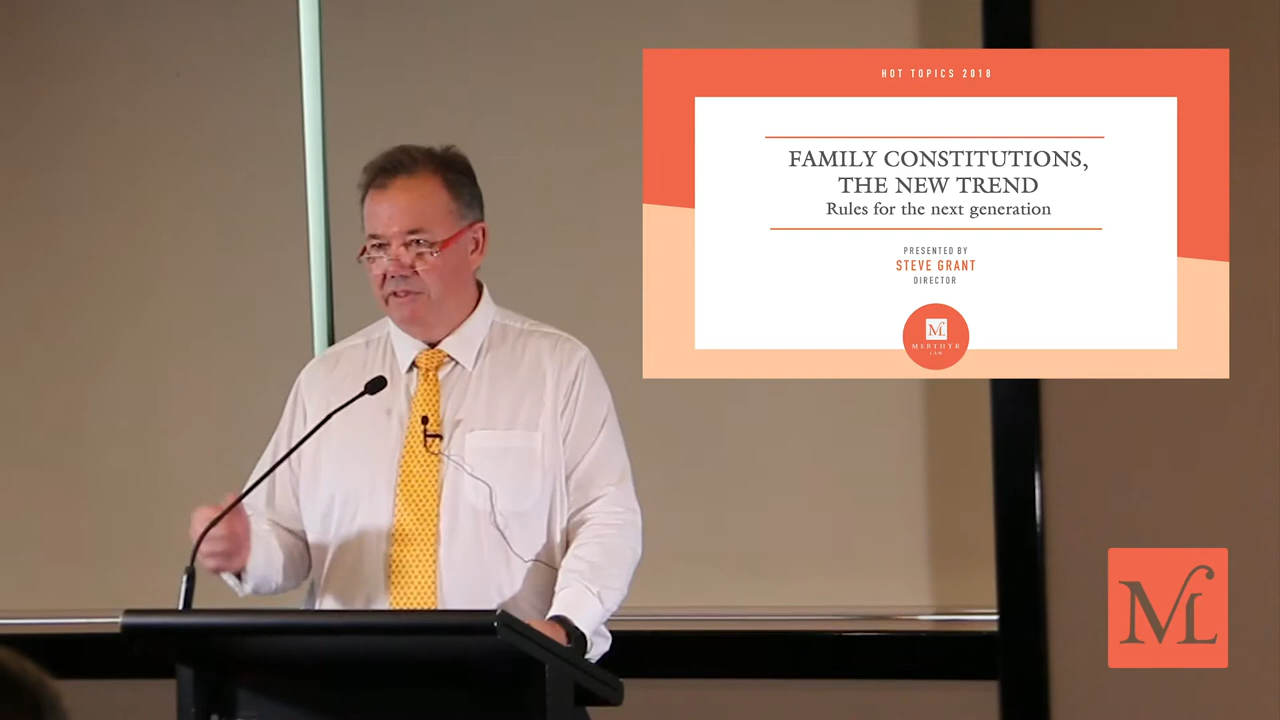 HOT TOPICS 2018
FAMILY CONSTITUTIONS,
THE NEW TREND
Rules for the next generation
PRESENTED BY
STEVE GRANT
DIRECTOR
ML
MERTHYR
LAW
ML